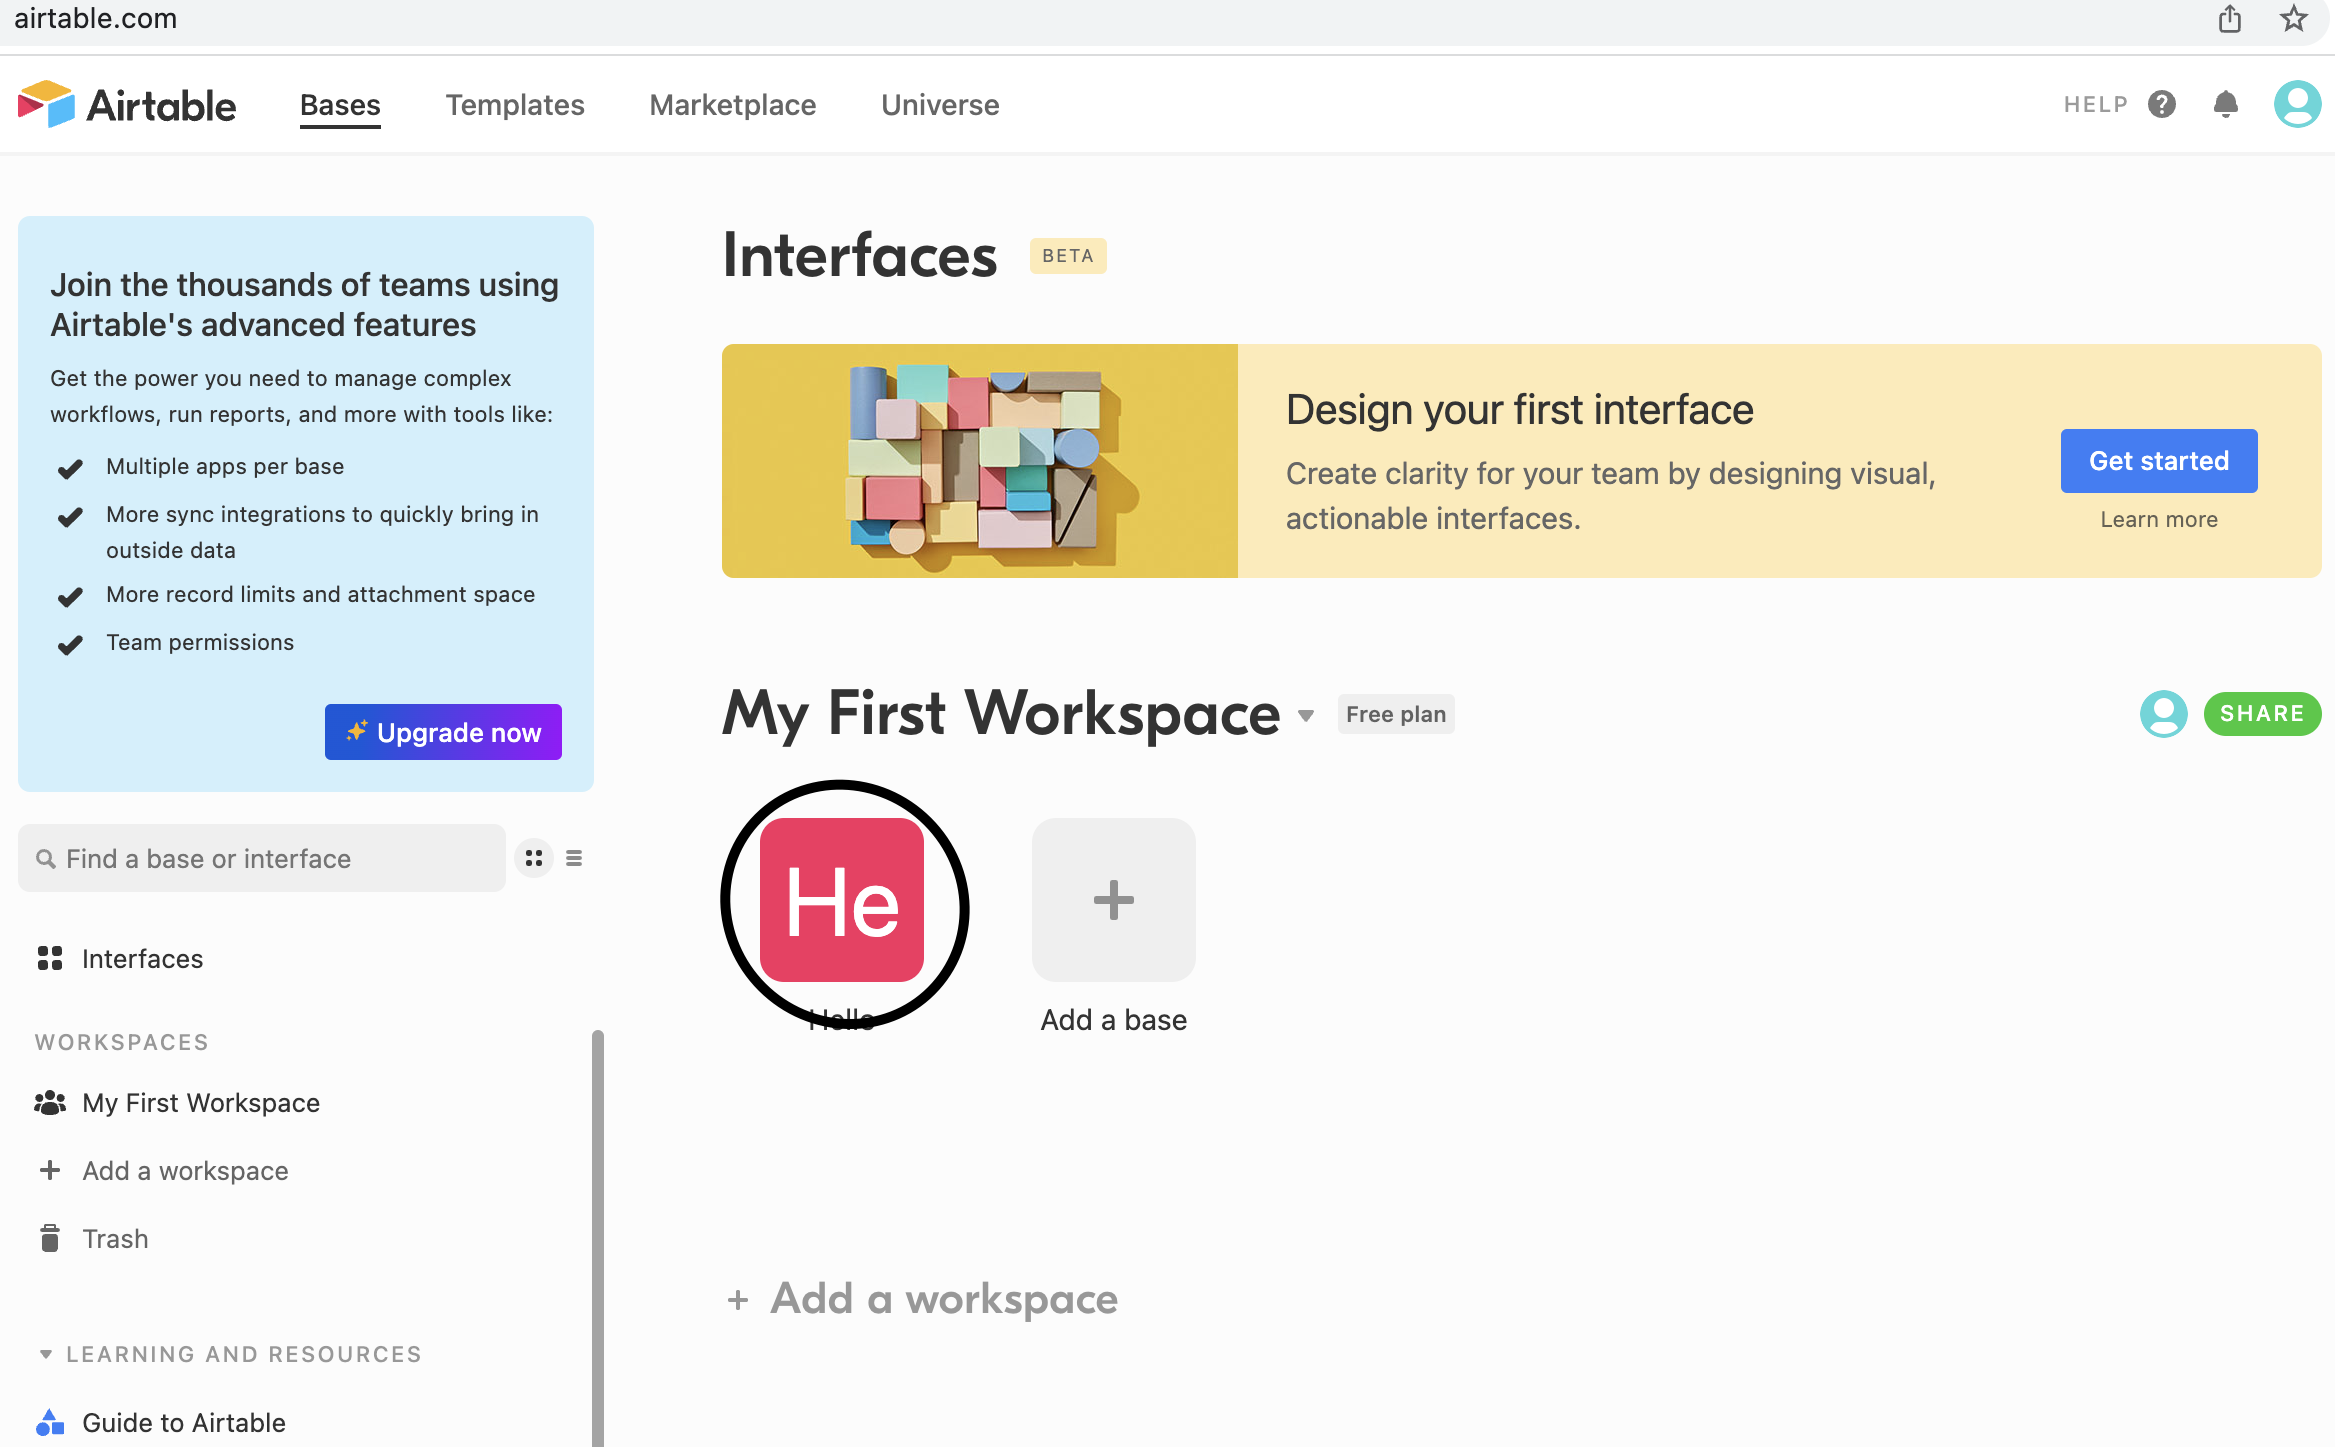 airtable.com
Airtable
Bases
Templates
Marketplace
Universe
HELP
Join the thousands of teams using
Airtable's advanced features
Get the power you need to manage complex
workflows, run reports, and more with tools like:
Multiple apps per base
More sync integrations to quickly bring in
outside data
More record limits and attachment space
Team permissions
Upgrade now
Find a base or interface
Interfaces
WORKSPACES
My First Workspace
Add a workspace
Trash
LEARNING AND RESOURCES
Guide to Airtable
Interfaces
BETA
Design your first interface
Create clarity for your team by designing visual,
actionable interfaces.
Get started
Learn more
My First Workspace
Free plan
SHARE
He
Hello
+
Add a base
+ Add a workspace